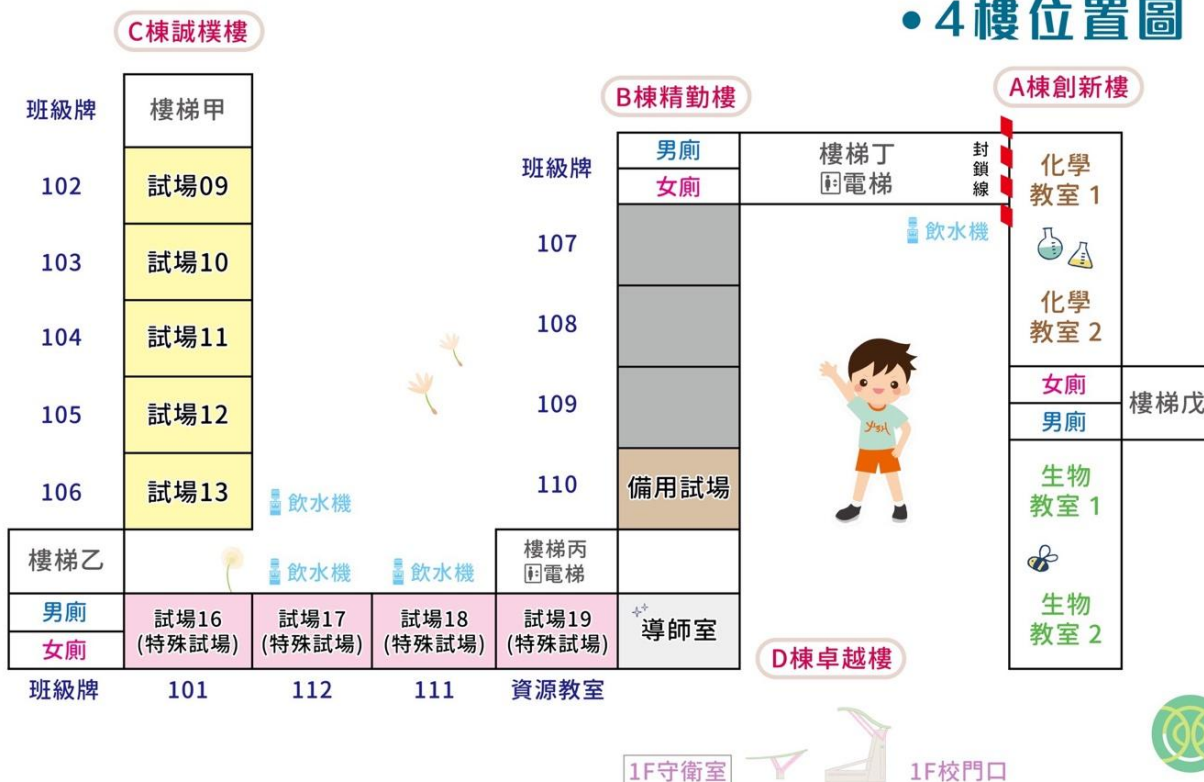 •4樓位置圖
C棟誠樸樓
班級牌
樓梯甲
102
試場09
103
試場10
104
試場11
105
試場12
106
試場13
飲水機
樓梯乙
飲水機
飲水機
樓梯丙
電梯
男廁
女廁
試場16
(特殊試場)
試場17
(特殊試場)
試場18
(特殊試場)
試場19
(特殊試場)
導師室
班級牌
101
112
111
資源教室
B棟精勤樓
班級牌
男廁
女廁
樓梯丁
電梯
封鎖線
107
108
109
110
備用試場
飲水機
YuSH
A棟創新樓
化學
教室 1
化學
教室 2
女廁
男廁
樓梯戊
生物
教室 1
生物
教室 2
D棟卓越樓
1F守衛室
1F校門口